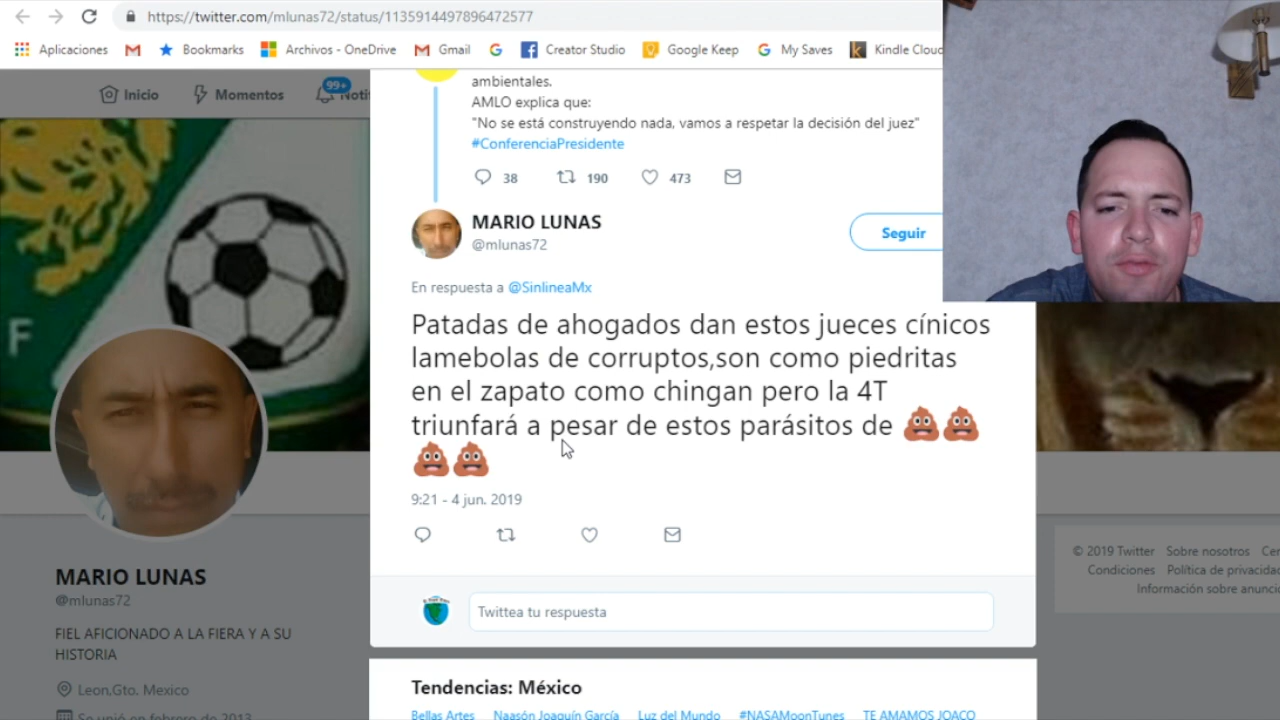 https://twitter.com/mlunas72/status/1135914497896472577
Aplicaciones Bookmarks Archivos - OneDrive Gmail Creator Studio Google Keep My Saves Kindle Cloud
Inicio Momentos 99+
ambientales.
AMLO explica que:
"No se está construyendo nada, vamos a respetar la decisión del juez"
#ConferenciaPresidente
38 190 473
MARIO LUNAS
@mlunas72
Seguir
En respuesta a @SinlineaMx
Patadas de ahogados dan estos jueces cínicos
lamebolas de corruptos,son como piedritas
en el zapato como chingan pero la 4T
triunfará a pesar de estos parásitos de 💩💩
💩💩
9:21 - 4 jun. 2019
Twittea tu respuesta
F
MARIO LUNAS
@mlunas72
FIEL AFICIONADO A LA FIERA Y A SU
HISTORIA
Leon,Gto. Mexico
Se unió en febrero de 2013
Tendencias: México
Bellas Artes Naasón Joaquín García Luz del Mundo #NASAMoonTunes TE AMAMOS JOACO
© 2019 Twitter Sobre nosotros
Condiciones Política de privacidad
Información sobre